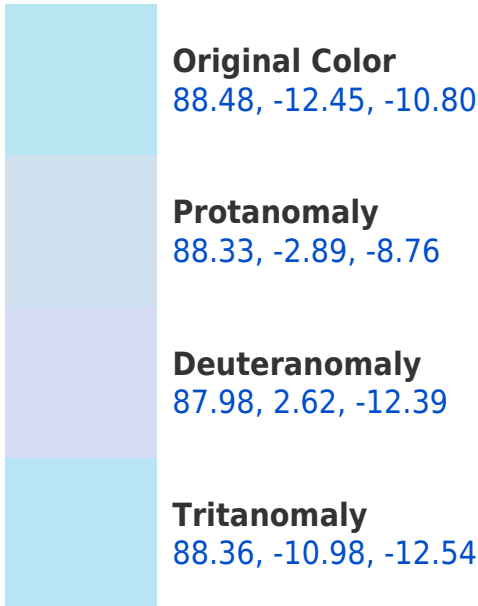 Original Color
88.48, -12.45, -10.80
Protanomaly
88.33, -2.89, -8.76
Deuteranomaly
87.98, 2.62, -12.39
Tritanomaly
88.36, -10.98, -12.54